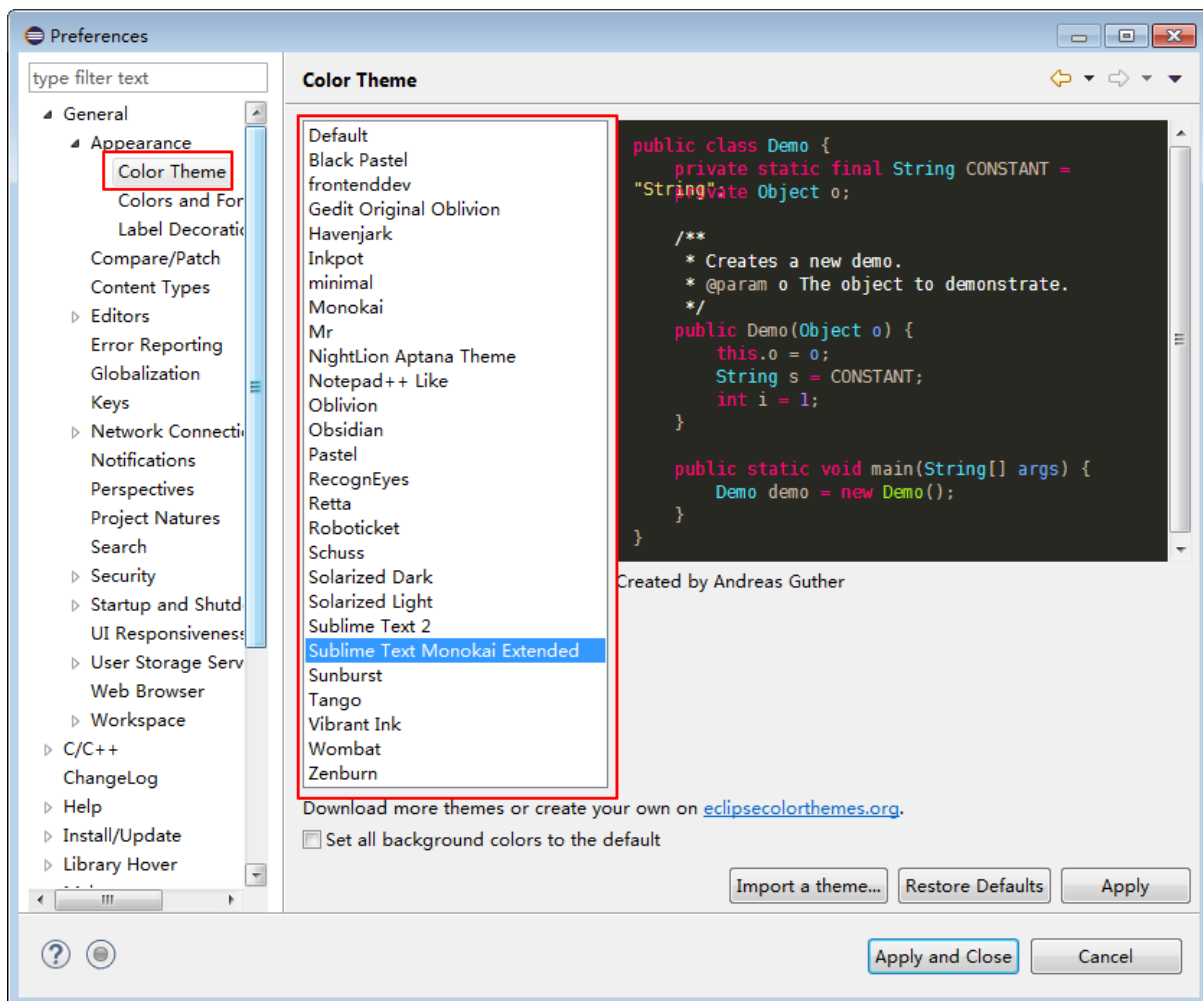 Preferences
type filter text
General
Appearance
Color Theme
Colors and For
Label Decoratic
Compare/Patch
Content Types
Editors
Error Reporting
Globalization
Keys
Network Connecti
Notifications
Perspectives
Project Natures
Search
Security
Startup and Shutd
UI Responsiveness
User Storage Serv
Web Browser
Workspace
C/C++
ChangeLog
Help
Install/Update
Library Hover
Color Theme
Default
Black Pastel
frontenddev
Gedit Original Oblivion
Havenjark
Inkpot
minimal
Monokai
Mr
NightLion Aptana Theme
Notepad++ Like
Oblivion
Obsidian
Pastel
RecognEyes
Retta
Roboticket
Schuss
Solarized Dark
Solarized Light
Sublime Text 2
Sublime Text Monokai Extended
Sunburst
Tango
Vibrant Ink
Wombat
Zenburn
public class Demo {
private static final String CONSTANT =
"String";
private Object o;
/**
* Creates a new demo.
* @param o The object to demonstrate.
*/
public Demo(Object o) {
this.o = o;
String s = CONSTANT;
int i = 1;
}
public static void main(String[] args) {
Demo demo = new Demo();
}
}
Created by Andreas Guther
Download more themes or create your own on eclipsecolorthemes.org.
Set all background colors to the default
Import a theme...
Restore Defaults
Apply
?
Apply and Close
Cancel